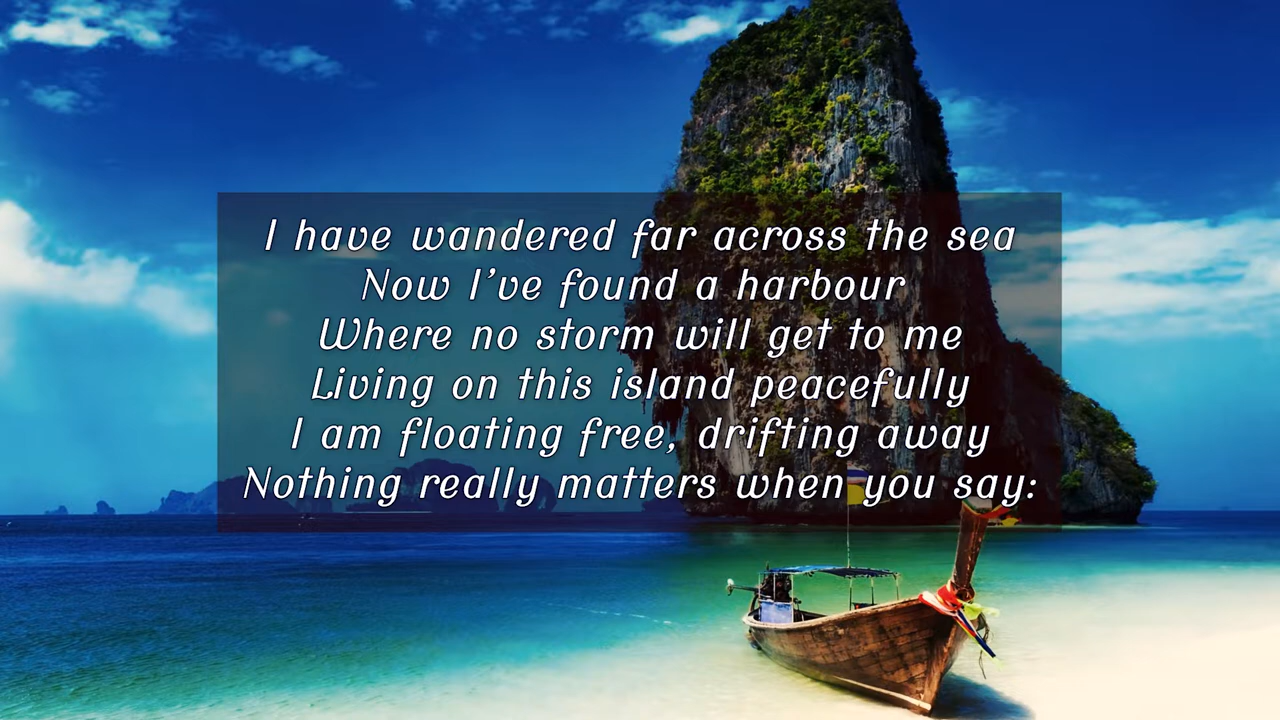 I have wandered far across the sea
Now I’ve found a harbour
Where no storm will get to me
Living on this island peacefully
I am floating free, drifting away
Nothing really matters when you say: